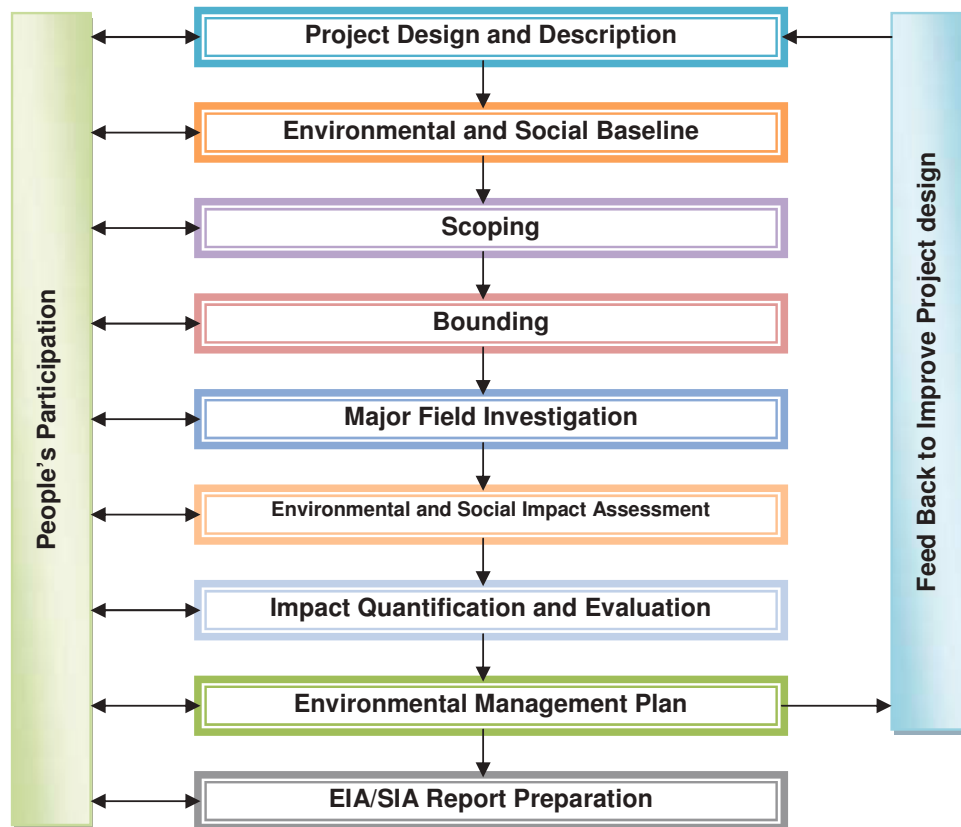 People's Participation
Project Design and Description
Environmental and Social Baseline
Scoping
Bounding
Major Field Investigation
Environmental and Social Impact Assessment
Impact Quantification and Evaluation
Environmental Management Plan
EIA/SIA Report Preparation
Feed Back to Improve Project design